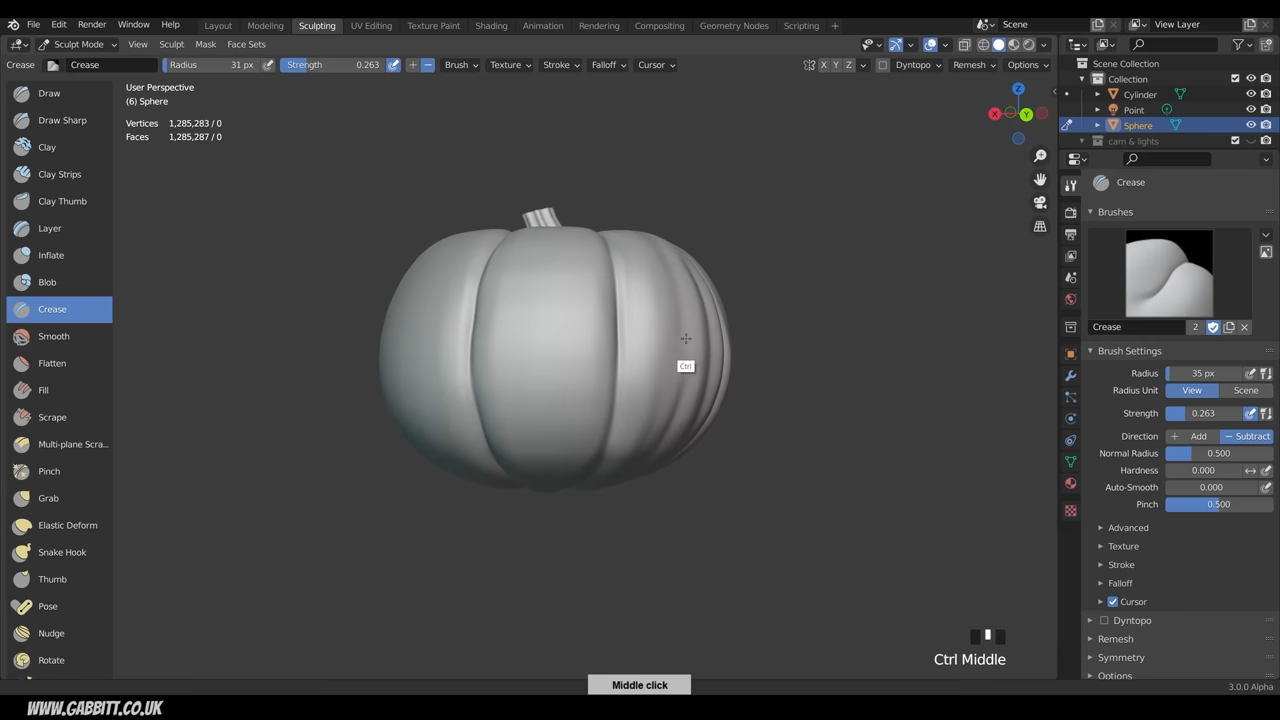 File Edit Render Window Help Layout Modeling Sculpting UV Editing Texture Paint Shading Animation Rendering Compositing Geometry Nodes Scripting + Scene View Layer
Sculpt Mode View Sculpt Mask Face Sets
Crease Crease Radius 31 px Strength 0.263 + − Brush Texture Stroke Falloff Cursor X Y Z Dyntopo Remesh Options
Draw
Draw Sharp
Clay
Clay Strips
Clay Thumb
Layer
Inflate
Blob
Crease
Smooth
Flatten
Fill
Scrape
Multi-plane Scra...
Pinch
Grab
Elastic Deform
Snake Hook
Thumb
Pose
Nudge
Rotate
User Perspective
(6) Sphere
Vertices 1,285,283 / 0
Faces 1,285,287 / 0
Z
X Y
Ctrl
Ctrl Middle
Middle click
Scene Collection
Collection
Cylinder
Point
Sphere
cam & lights
Crease
Brushes
Crease 2
Brush Settings
Radius 35 px
Radius Unit View Scene
Strength 0.263
Direction + Add − Subtract
Normal Radius 0.500
Hardness 0.000
Auto-Smooth 0.000
Pinch 0.500
Advanced
Texture
Stroke
Falloff
Cursor
Dyntopo
Remesh
Symmetry
Options
3.0.0 Alpha
WWW.GABBITT.CO.UK